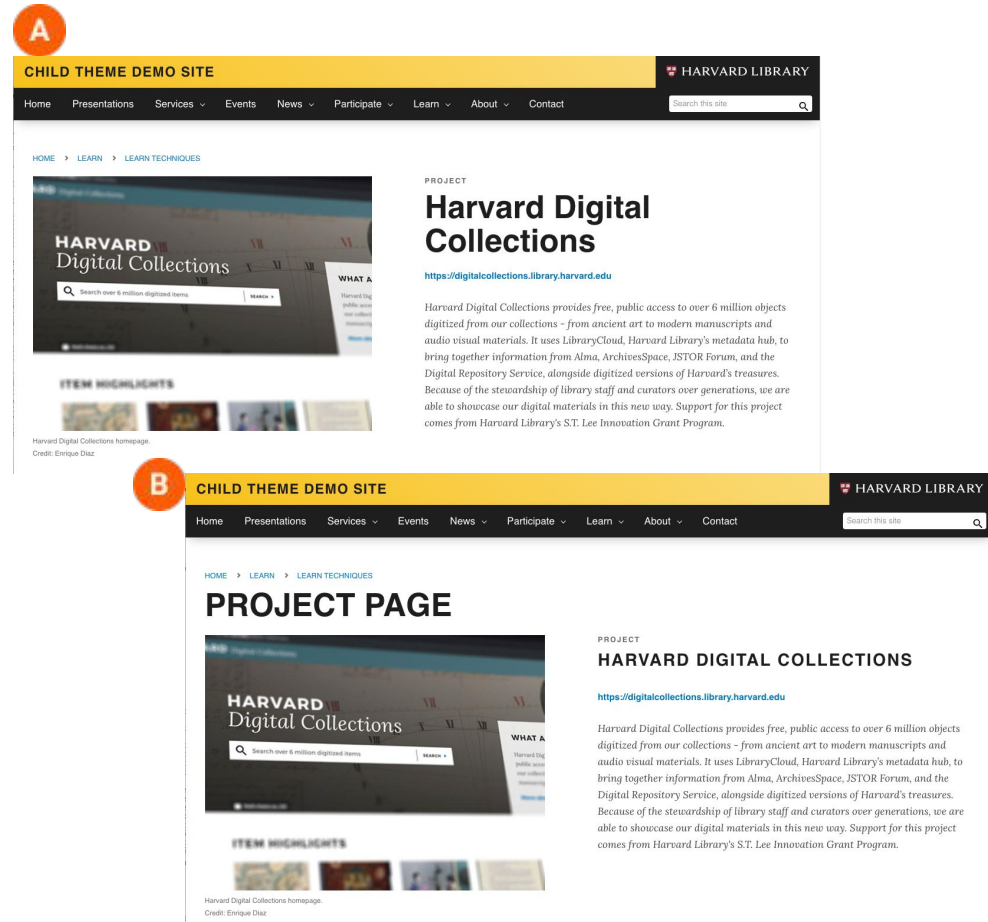 A
CHILD THEME DEMO SITE
HARVARD LIBRARY
Home Presentations Services Events News Participate Learn About Contact
Search this site
HOME > LEARN > LEARN TECHNIQUES
HARVARD
Digital Collections
Search over 6 million digitized items SEARCH
WHAT A
ITEM HIGHLIGHTS
Harvard Digital Collections homepage.
Credit: Enrique Diaz
PROJECT
Harvard Digital
Collections
https://digitalcollections.library.harvard.edu
Harvard Digital Collections provides free, public access to over 6 million objects
digitized from our collections - from ancient art to modern manuscripts and
audio visual materials. It uses LibraryCloud, Harvard Library's metadata hub, to
bring together information from Alma, ArchivesSpace, JSTOR Forum, and the
Digital Repository Service, alongside digitized versions of Harvard's treasures.
Because of the stewardship of library staff and curators over generations, we are
able to showcase our digital materials in this new way. Support for this project
comes from Harvard Library's S.T. Lee Innovation Grant Program.
B
CHILD THEME DEMO SITE
HARVARD LIBRARY
Home Presentations Services Events News Participate Learn About Contact
Search this site
HOME > LEARN > LEARN TECHNIQUES
PROJECT PAGE
HARVARD
Digital Collections
Search over 6 million digitized items SEARCH
WHAT A
ITEM HIGHLIGHTS
Harvard Digital Collections homepage.
Credit: Enrique Diaz
PROJECT
HARVARD DIGITAL COLLECTIONS
https://digitalcollections.library.harvard.edu
Harvard Digital Collections provides free, public access to over 6 million objects
digitized from our collections - from ancient art to modern manuscripts and
audio visual materials. It uses LibraryCloud, Harvard Library's metadata hub, to
bring together information from Alma, ArchivesSpace, JSTOR Forum, and the
Digital Repository Service, alongside digitized versions of Harvard's treasures.
Because of the stewardship of library staff and curators over generations, we are
able to showcase our digital materials in this new way. Support for this project
comes from Harvard Library's S.T. Lee Innovation Grant Program.